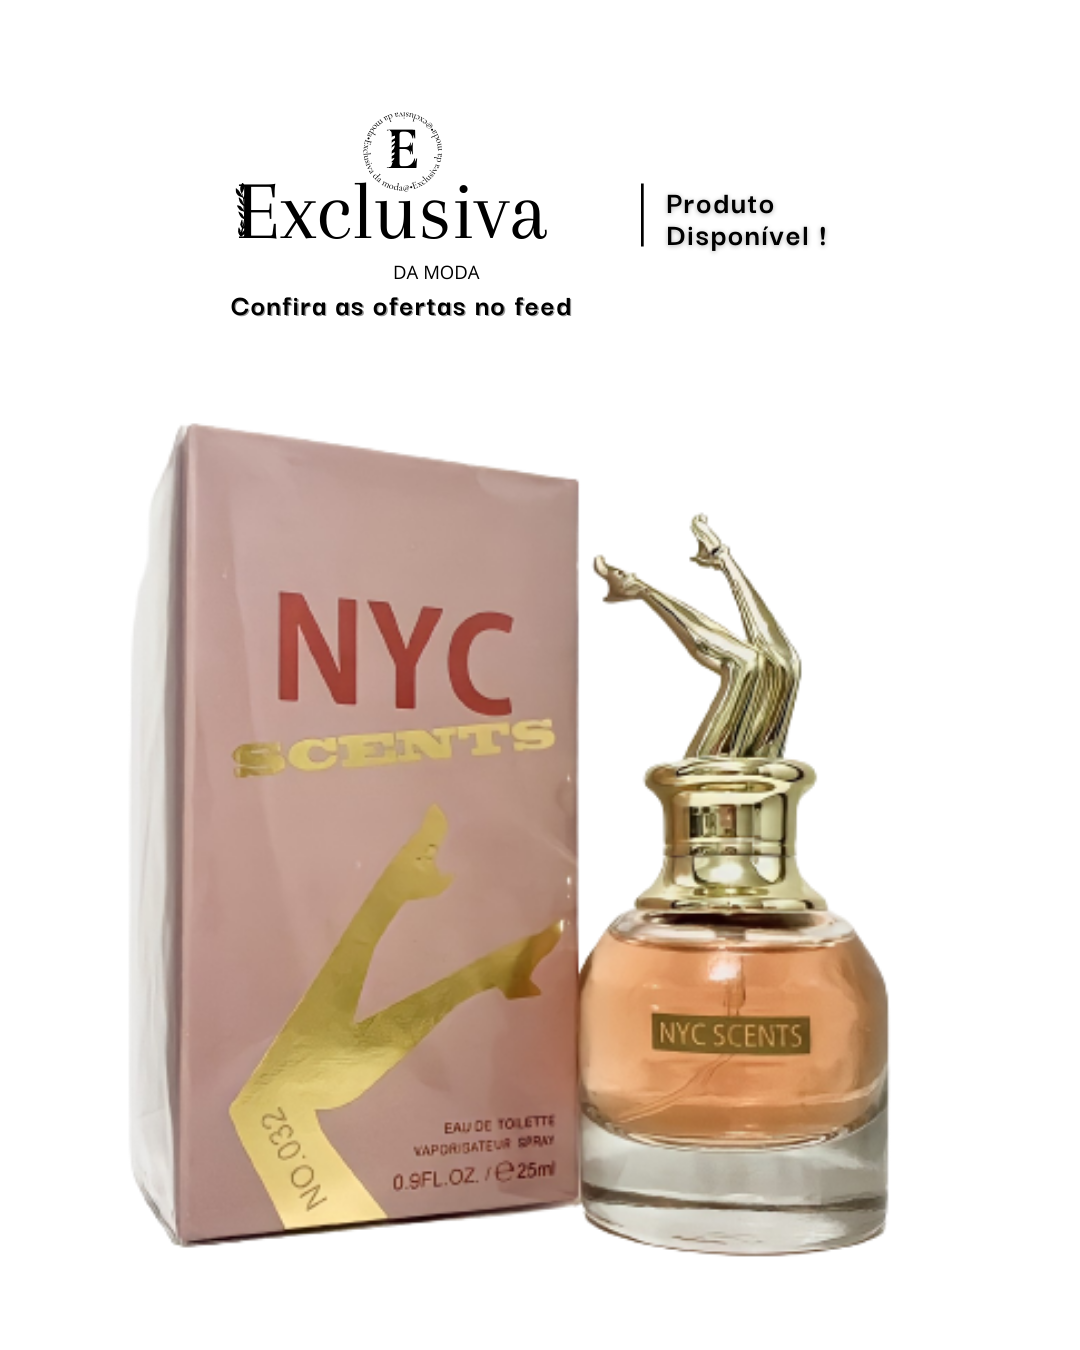 E
Exclusiva
DA MODA
Confira as ofertas no feed
Produto
Disponível !
NYC
SCENTS
NO.032
EAU DE TOILETTE
VAPORISATEUR SPRAY
0.9FL.OZ. / ℮ 25ml
NYC SCENTS